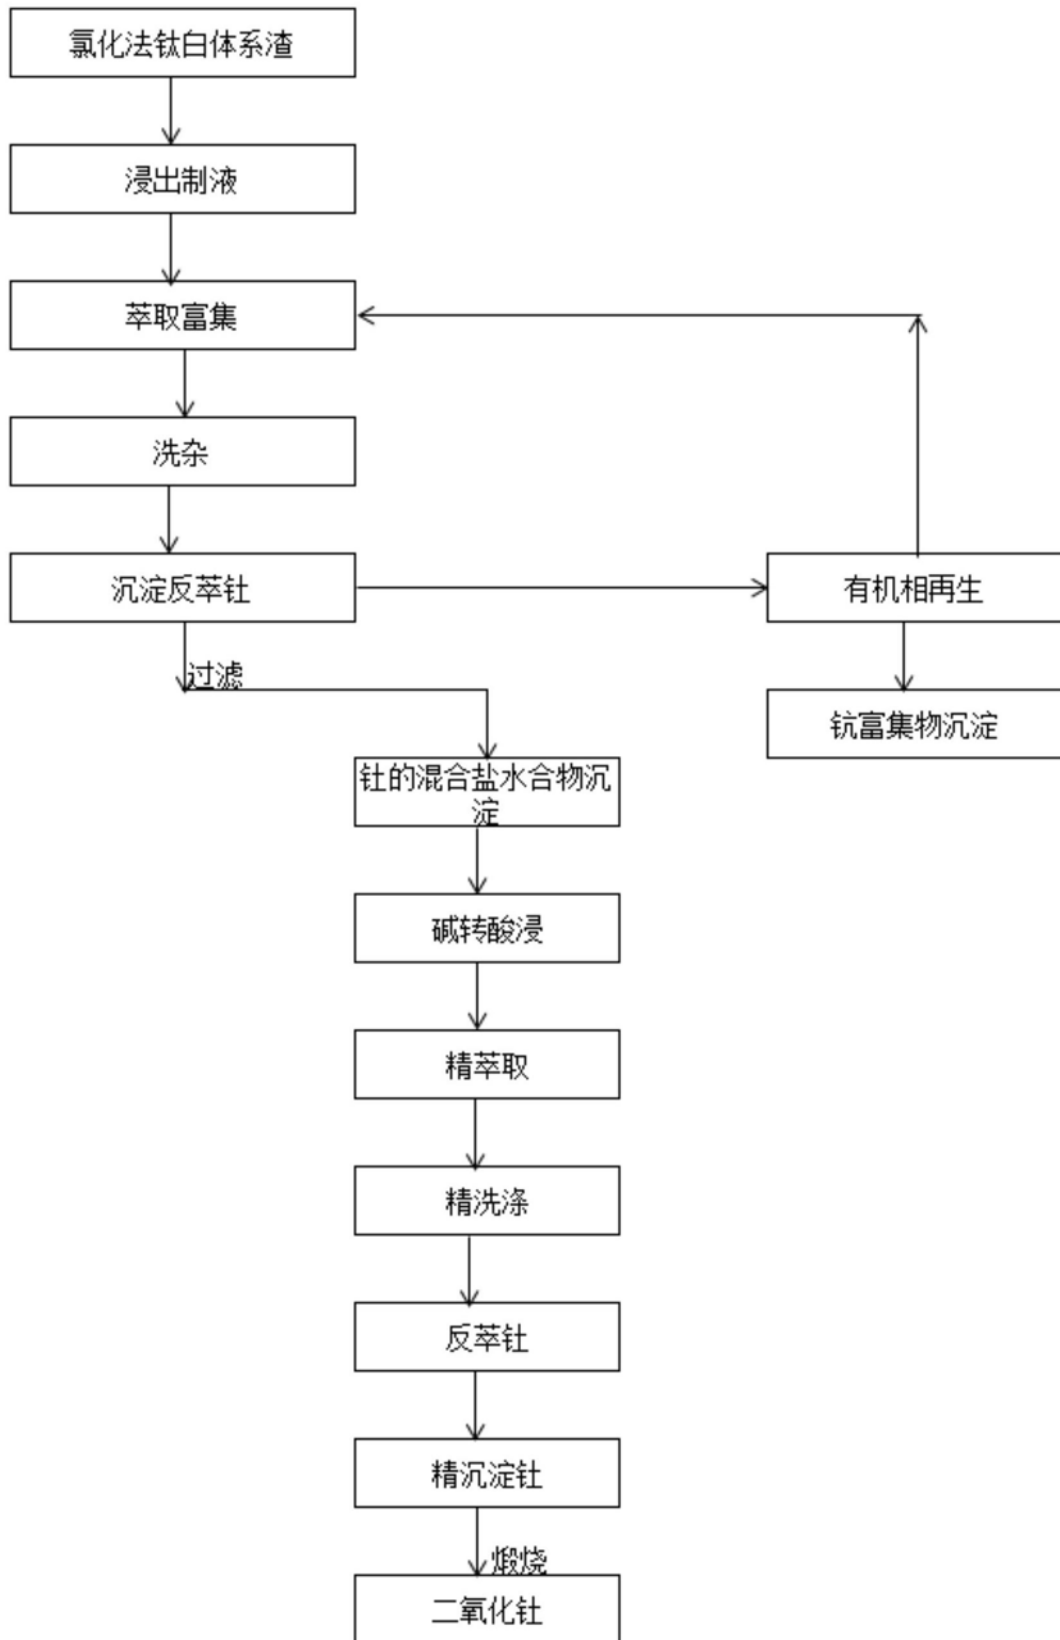 氯化法钛白体系渣
浸出制液
萃取富集
洗杂
沉淀反萃钍
有机相再生
过滤
钪富集物沉淀
钍的混合盐水合物沉
淀
碱转酸浸
精萃取
精洗涤
反萃钍
精沉淀钍
煅烧
二氧化钍